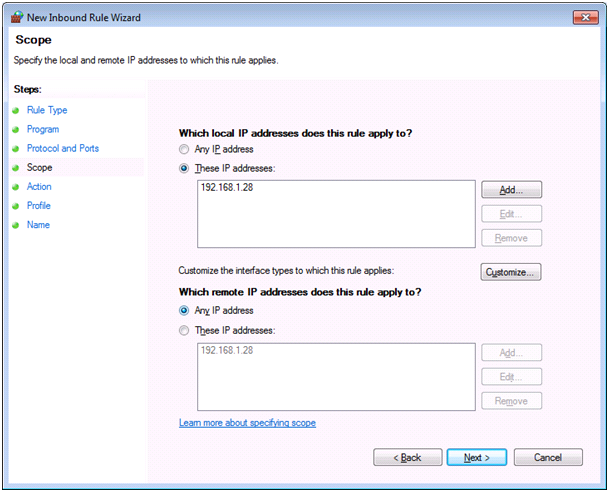 New Inbound Rule Wizard
Scope
Specify the local and remote IP addresses to which this rule applies.
Steps:
Rule Type
Program
Protocol and Ports
Scope
Action
Profile
Name
Which local IP addresses does this rule apply to?
Any IP address
These IP addresses:
192.168.1.28
Add...
Edit...
Remove
Customize the interface types to which this rule applies:
Customize...
Which remote IP addresses does this rule apply to?
Any IP address
These IP addresses:
192.168.1.28
Add...
Edit...
Remove
Learn more about specifying scope
< Back
Next >
Cancel